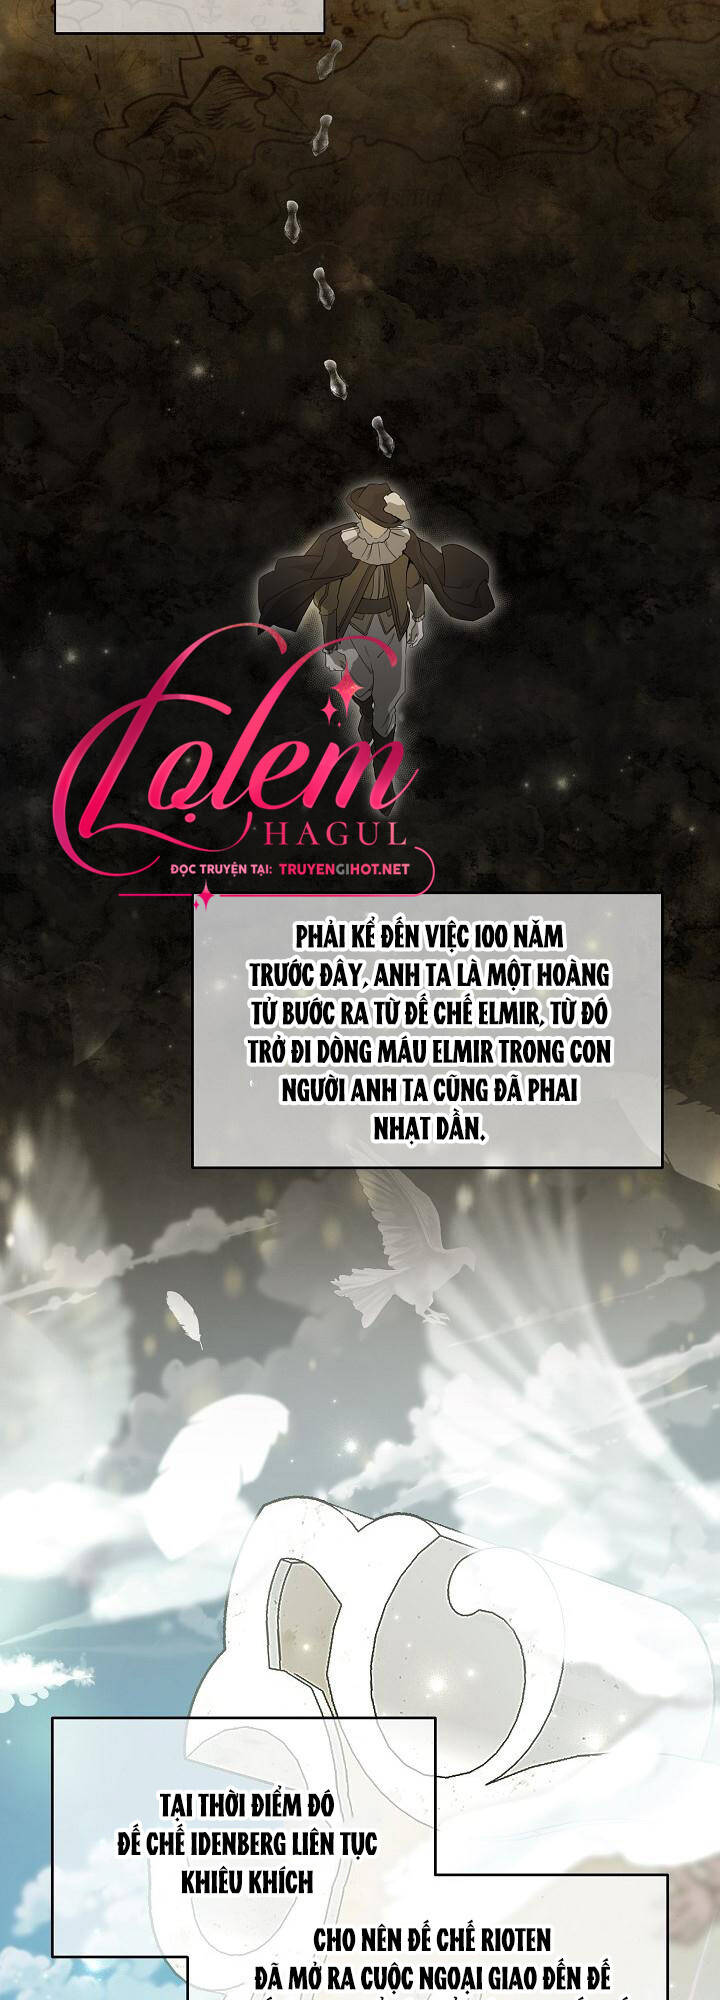 Lọlem
HAGUL
ĐỌC TRUYỆN TẠI: TRUYENGIHOT.NET
PHẢI KỂ ĐẾN VIỆC 100 NĂM
TRƯỚC ĐÂY, ANH TA LÀ MỘT HOÀNG
TỬ BƯỚC RA TỪ ĐẾ CHẾ ELMIR, TỪ ĐÓ
TRỞ ĐI DÒNG MÁU ELMIR TRONG CON
NGƯỜI ANH TA CŨNG ĐÃ PHAI
NHẠT DẦN.
TẠI THỜI ĐIỂM ĐÓ
ĐẾ CHẾ IDENBERG LIÊN TỤC
KHIÊU KHÍCH
CHO NÊN ĐẾ CHẾ RIOTEN
ĐÃ MỞ RA CUỘC NGOẠI GIAO ĐẾN ĐẾ